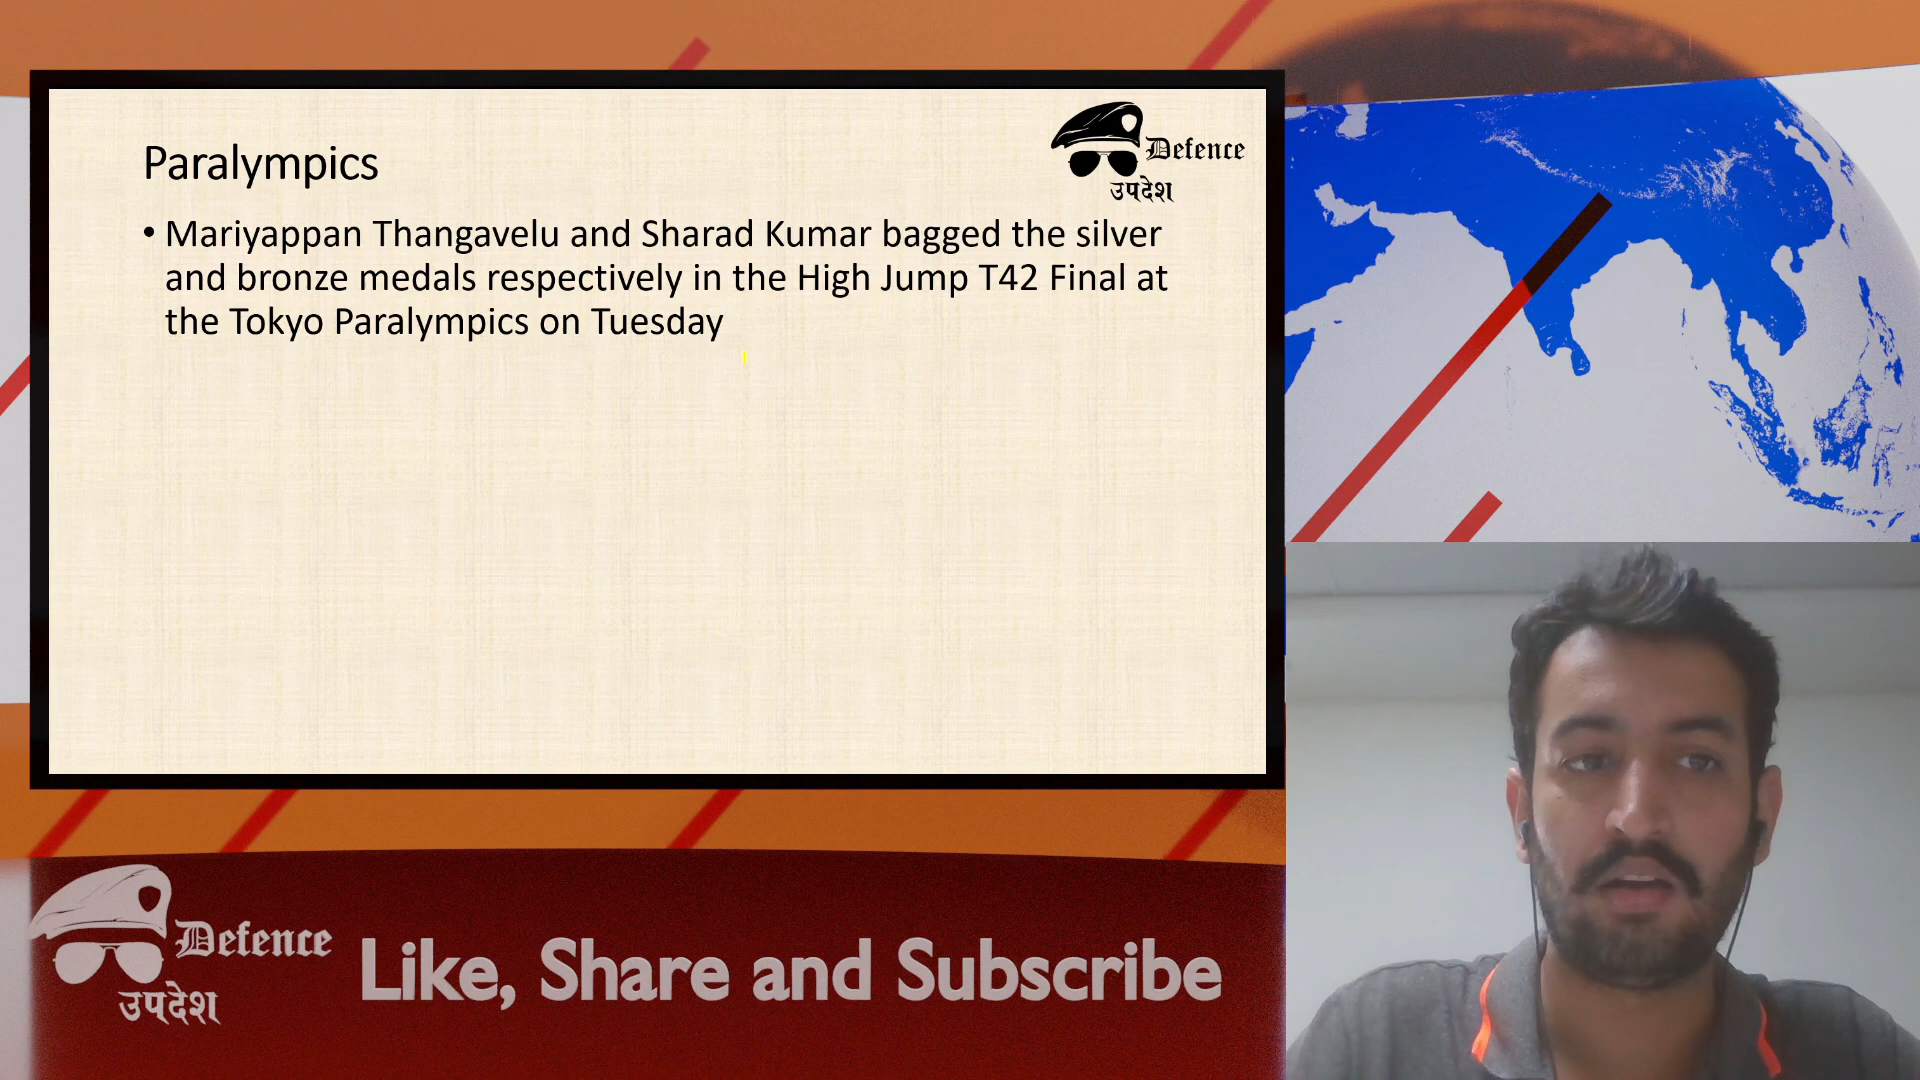 Paralympics
Defence
उपदेश
• Mariyappan Thangavelu and Sharad Kumar bagged the silver
and bronze medals respectively in the High Jump T42 Final at
the Tokyo Paralympics on Tuesday
Defence
उपदेश
Like, Share and Subscribe